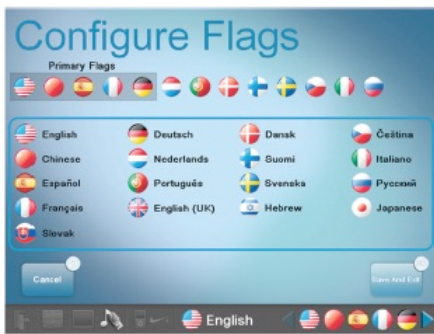 Configure Flags
Primary Flags
English Deutsch Dansk Čeština
Chinese Nederlands Suomi Italiano
Español Português Svenska Русский
Français English (UK) Hebrew Japanese
Slovak
Cancel Save And Exit
English